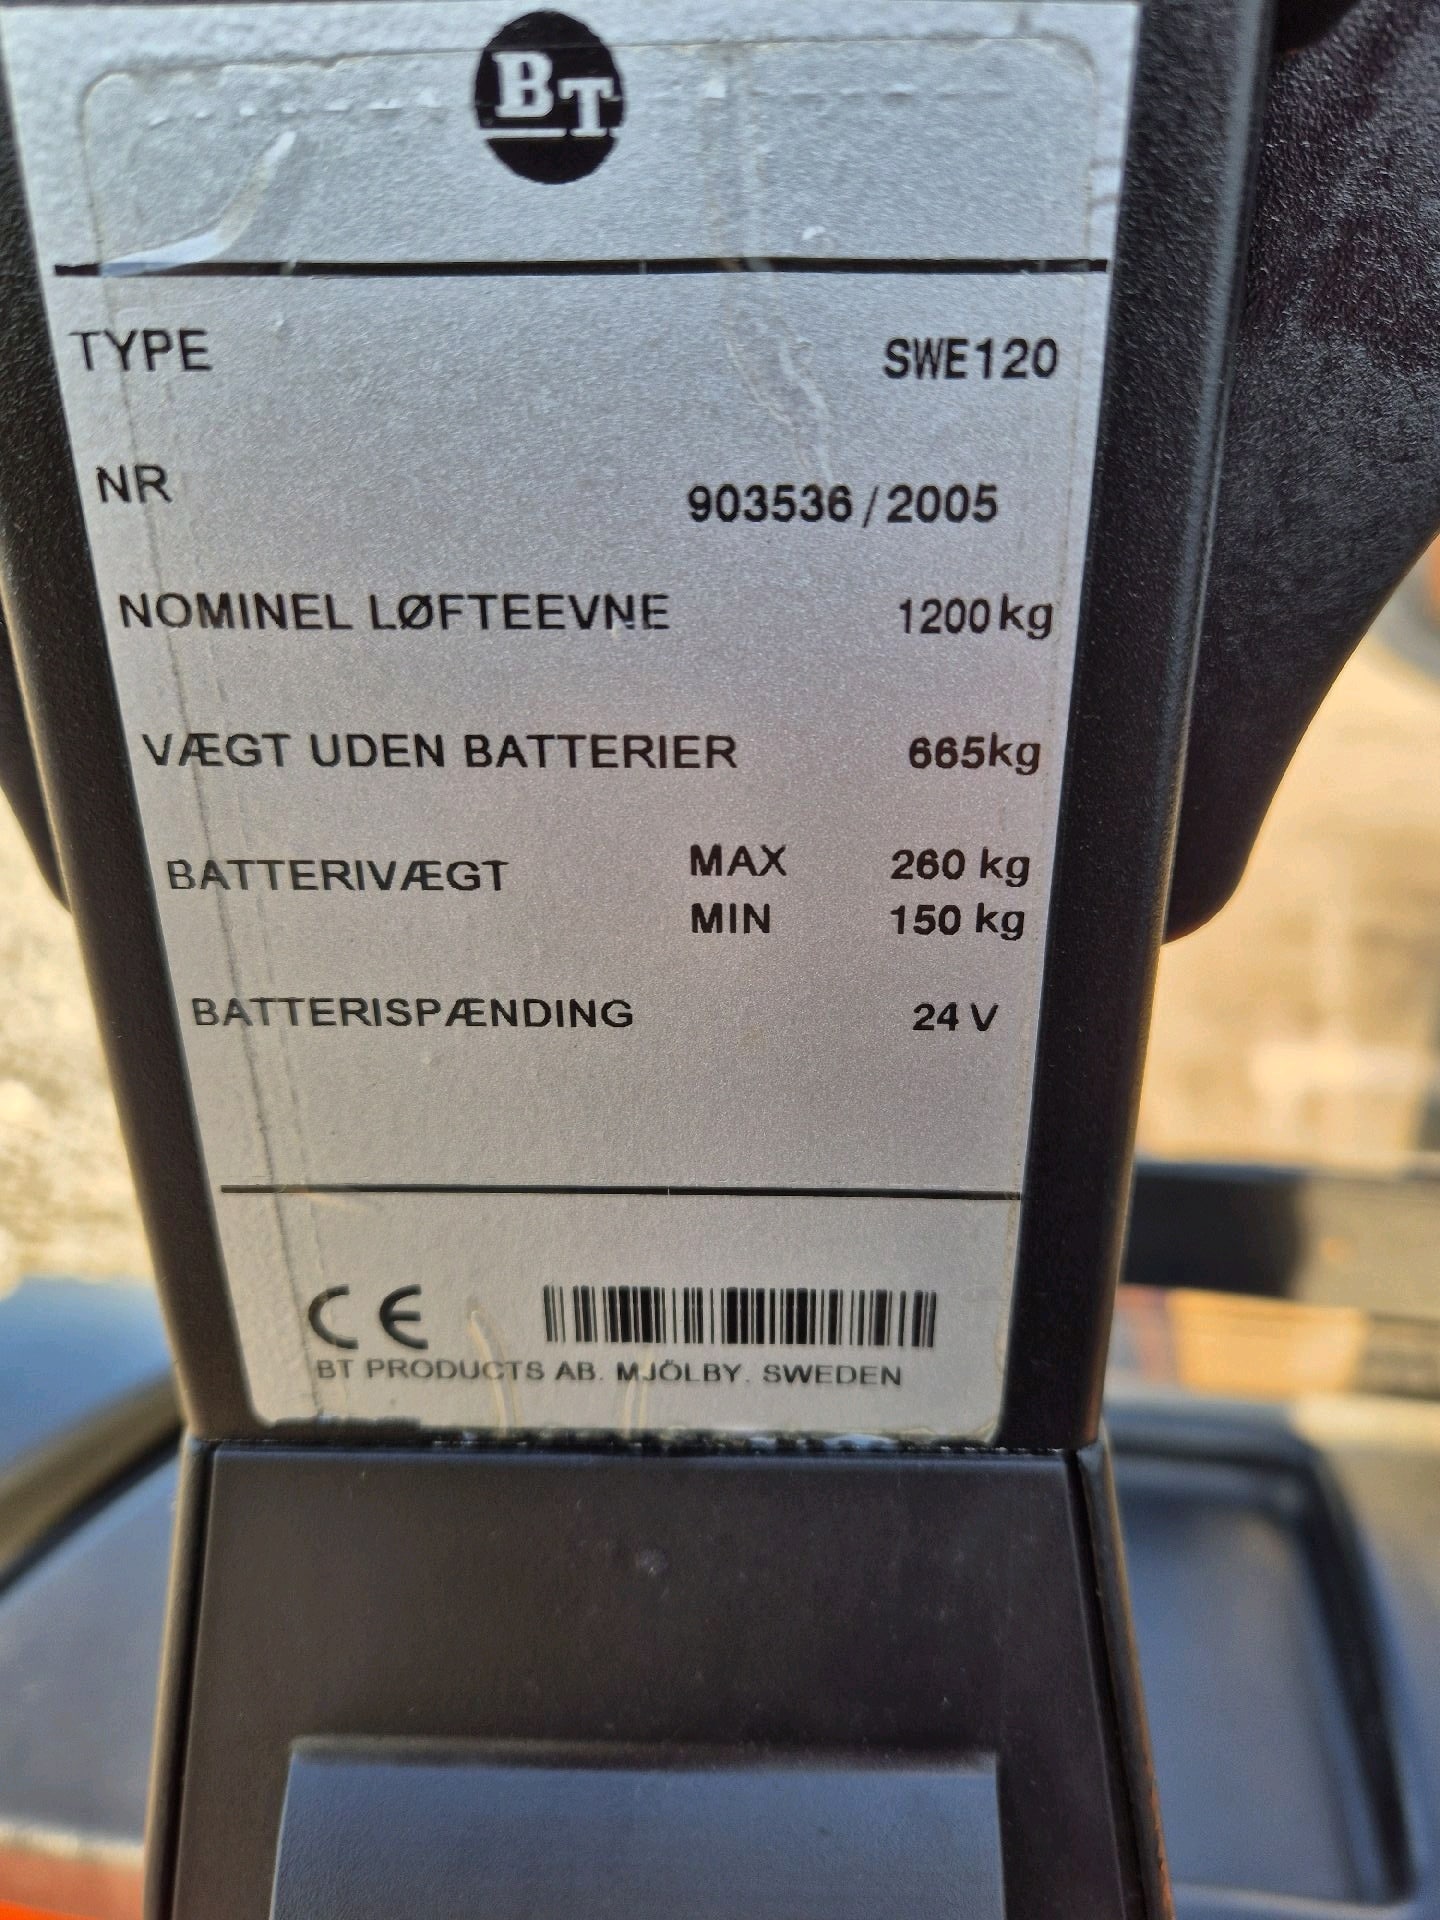 BT
TYPE SWE120
NR 903536/2005
NOMINEL LØFTEEVNE 1200kg
VÆGT UDEN BATTERIER 665kg
BATTERIVÆGT MAX 260 kg
MIN 150 kg
BATTERISPÆNDING 24 V
CE
BT PRODUCTS AB. MJÖLBY. SWEDEN